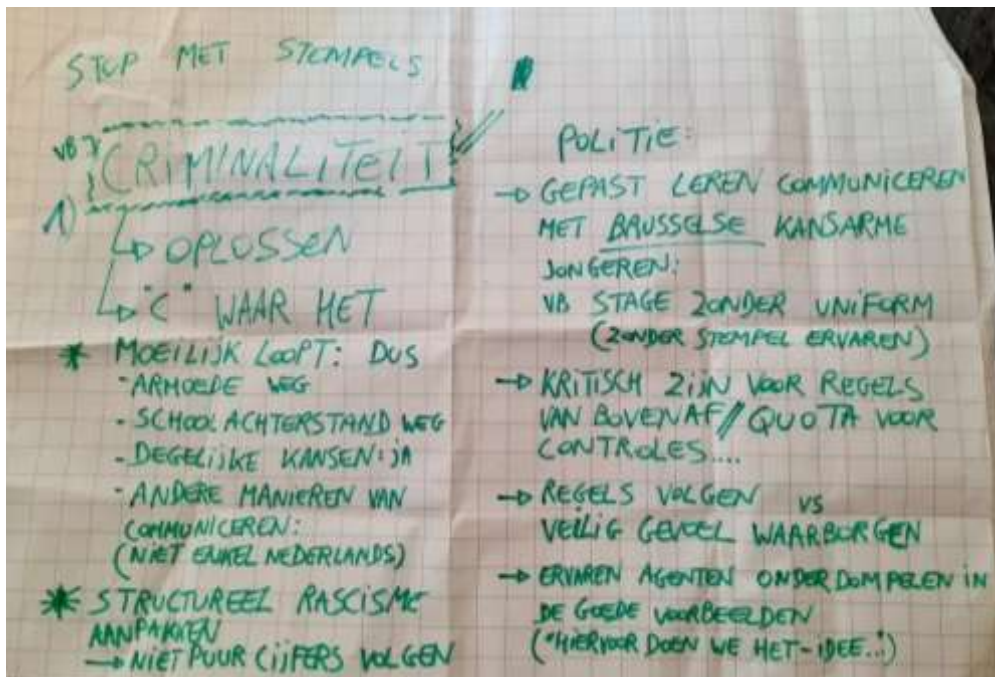 STOP MET STEMPELS
VB
CRIMINALITEIT
1)
↳ OPLOSSEN
↳ "C" WAAR HET
* MOEILIJK LOOPT: DUS
- ARMOEDE WEG
- SCHOOLACHTERSTAND WEG
- DEGELIJKE KANSEN: JA
- ANDERE MANIEREN VAN
COMMUNICEREN:
(NIET ENKEL NEDERLANDS)
* STRUCTUREEL RASCISME
AANPAKKEN
→ NIET PUUR CIJFERS VOLGEN
POLITIE:
→ GEPAST LEREN COMMUNICEREN
MET BRUSSELSE KANSARME
JONGEREN:
VB STAGE ZONDER UNIFORM
(ZONDER STEMPEL ERVAREN)
→ KRITISCH ZIJN VOOR REGELS
VAN BOVENAF // QUOTA VOOR
CONTROLES....
→ REGELS VOLGEN VS
VEILIG GEVOEL WAARBORGEN
→ ERVAREN AGENTEN ONDERDOMPELEN IN
DE GOEDE VOORBEELDEN
("HIERVOOR DOEN WE HET-IDEE..")